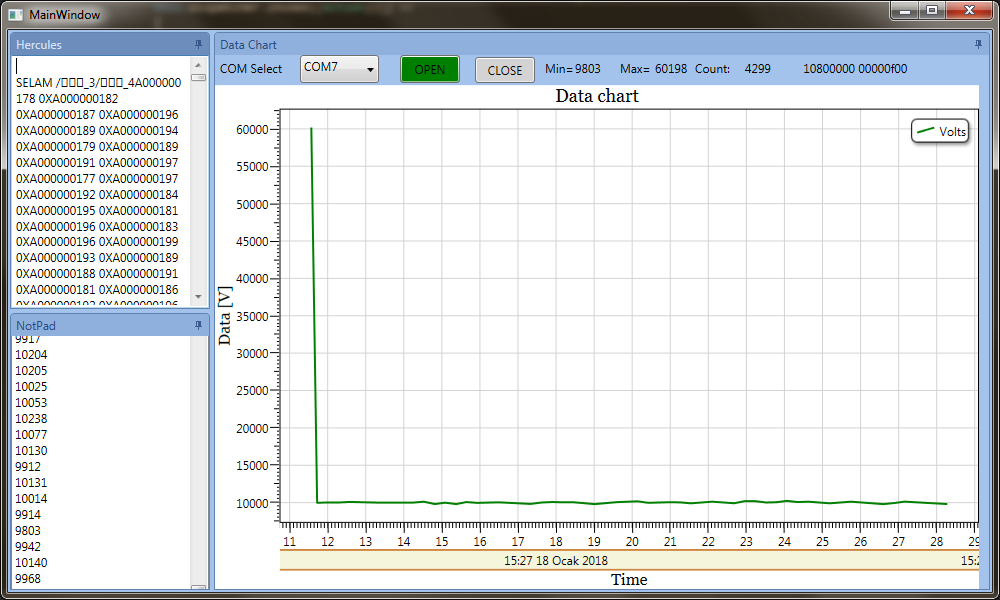 MainWindow
Hercules
SELAM /□□□_3/□□□_4A000000
178 0XA000000182
0XA000000187 0XA000000196
0XA000000189 0XA000000194
0XA000000179 0XA000000189
0XA000000191 0XA000000197
0XA000000177 0XA000000197
0XA000000192 0XA000000184
0XA000000195 0XA000000181
0XA000000196 0XA000000183
0XA000000196 0XA000000199
0XA000000193 0XA000000189
0XA000000188 0XA000000191
0XA000000181 0XA000000186
NotPad
9917
10204
10205
10025
10053
10238
10077
10130
9912
10131
10014
9914
9803
9942
10140
9968
Data Chart
COM Select COM7 OPEN CLOSE Min= 9803 Max= 60198 Count: 4299 10800000 00000f00
Data chart
Volts
60000
55000
50000
45000
40000
35000
30000
25000
20000
15000
10000
Data [V]
11 12 13 14 15 16 17 18 19 20 21 22 23 24 25 26 27 28 29
15:27 18 Ocak 2018
Time